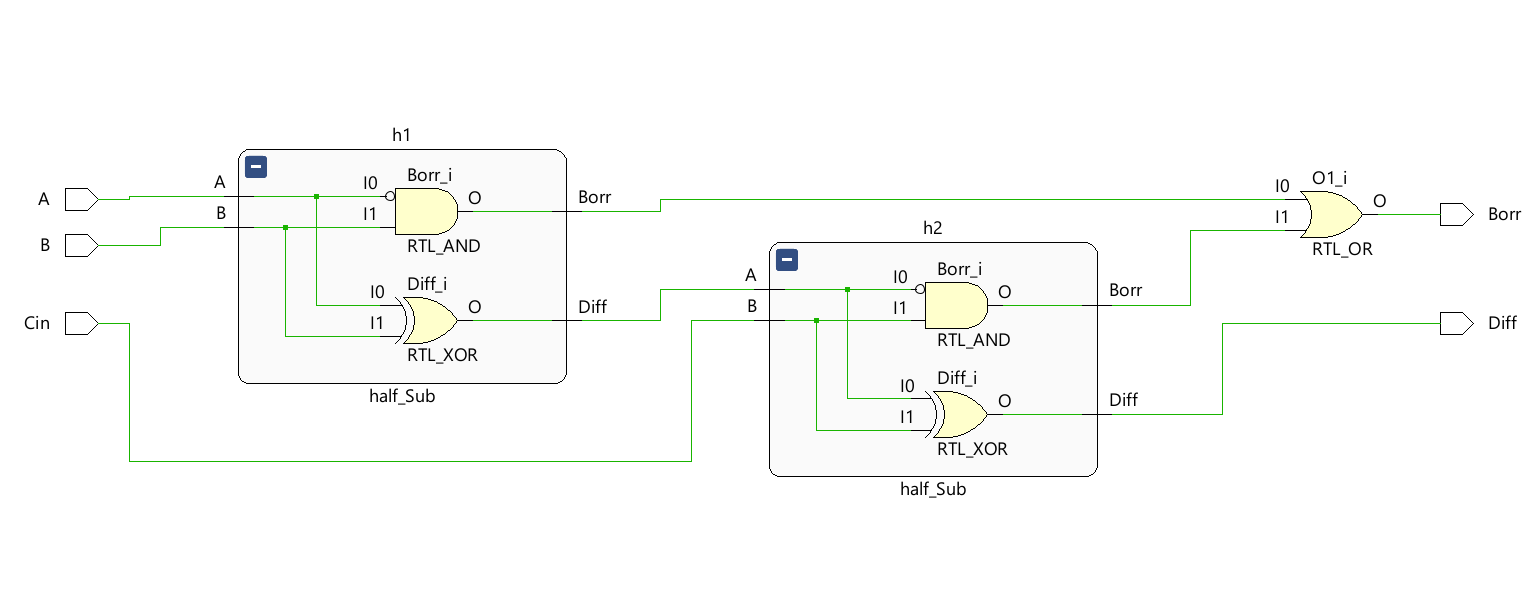 h1
A
B
Cin
A
B
I0
I1
Borr_i
O
RTL_AND
I0
I1
Diff_i
O
RTL_XOR
Borr
Diff
half_Sub
h2
A
B
I0
I1
Borr_i
O
RTL_AND
I0
I1
Diff_i
O
RTL_XOR
Borr
Diff
half_Sub
I0
I1
O1_i
O
RTL_OR
Borr
Diff